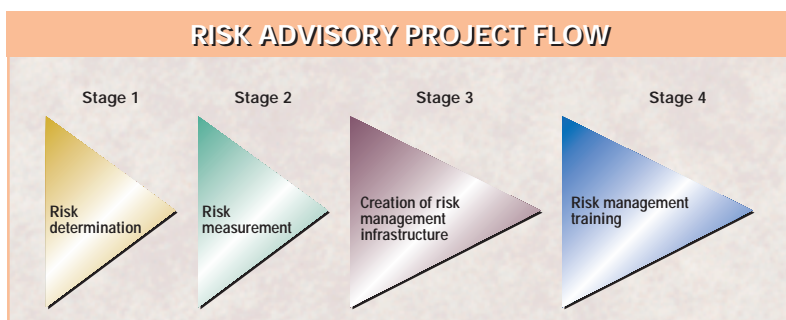 RISK ADVISORY PROJECT FLOW
Stage 1
Stage 2
Stage 3
Stage 4
Risk
determination
Risk
measurement
Creation of risk
management
infrastructure
Risk management
training